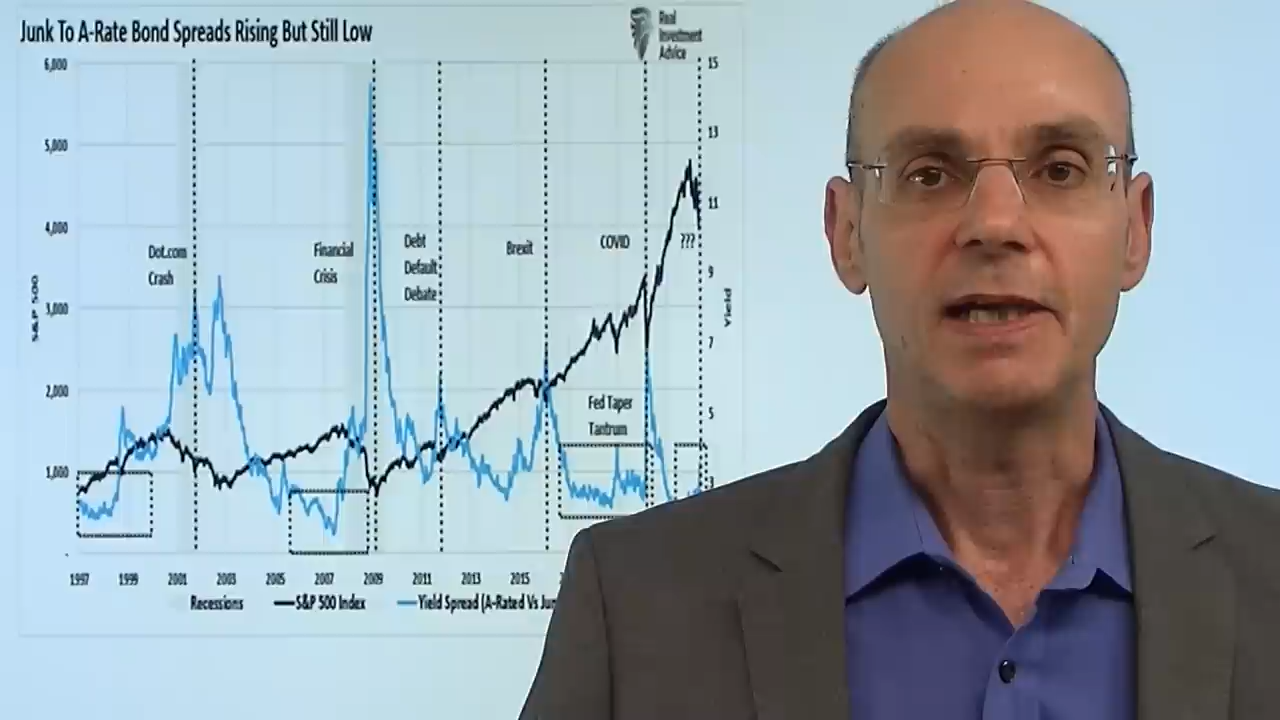 Junk To A-Rate Bond Spreads Rising But Still Low
Real
Investment
Advice
6,000
5,000
4,000
3,000
2,000
1,000
-
S&P 500
15
13
11
9
7
5
3
Yield
Dot.com
Crash
Financial
Crisis
Debt
Default
Debate
Brexit
COVID
???
Fed Taper
Tantrum
1997 1999 2001 2003 2005 2007 2009 2011 2013 2015
Recessions S&P 500 Index Yield Spread (A-Rated Vs Jun